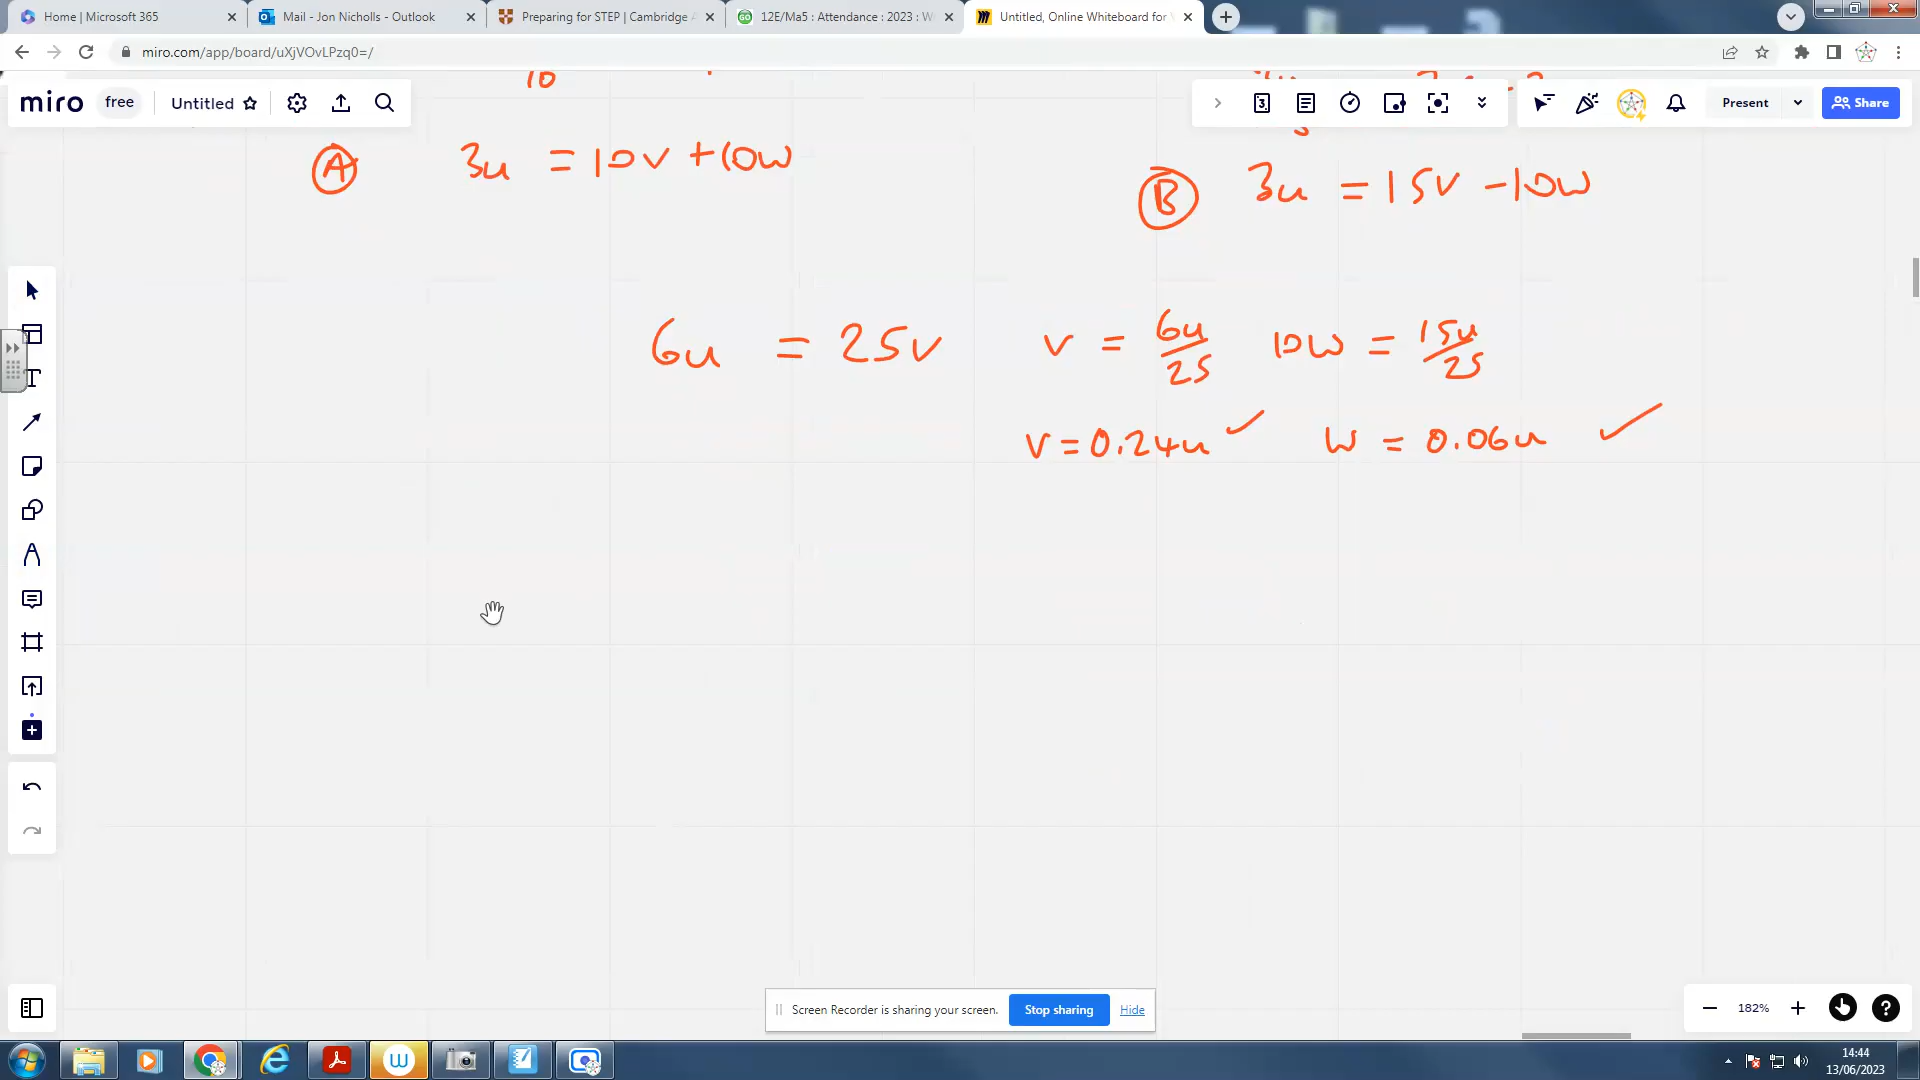 Home | Microsoft 365
Mail - Jon Nicholls - Outlook
Preparing for STEP | Cambridge A
12E/Ma5 : Attendance : 2023 : W
Untitled, Online Whiteboard for
miro.com/app/board/uXjVOvLPzq0=/
10
miro free Untitled
Present
Share
A 3u = 10v + 10w
B 3u = 15v - 10w
6u = 25v
v = 6u/25
10w = 15u/25
v = 0.24u ✓
w = 0.06u ✓
Screen Recorder is sharing your screen. Stop sharing Hide
182%
14:44
13/06/2023